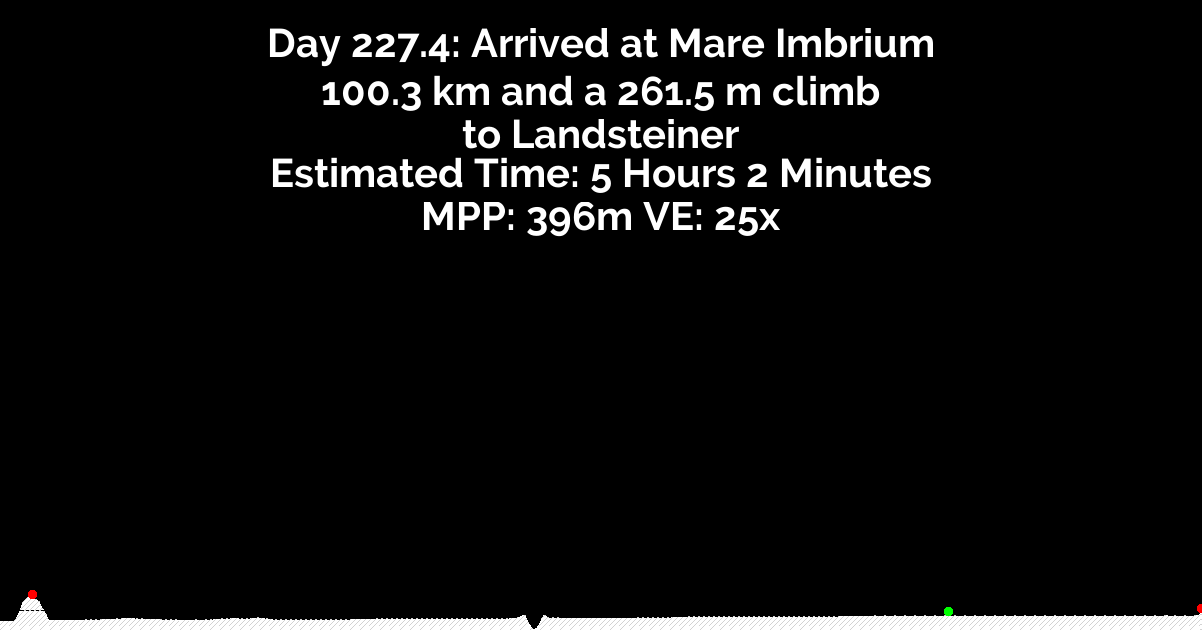 Day 227.4: Arrived at Mare Imbrium
100.3 km and a 261.5 m climb
to Landsteiner
Estimated Time: 5 Hours 2 Minutes
MPP: 396m VE: 25x